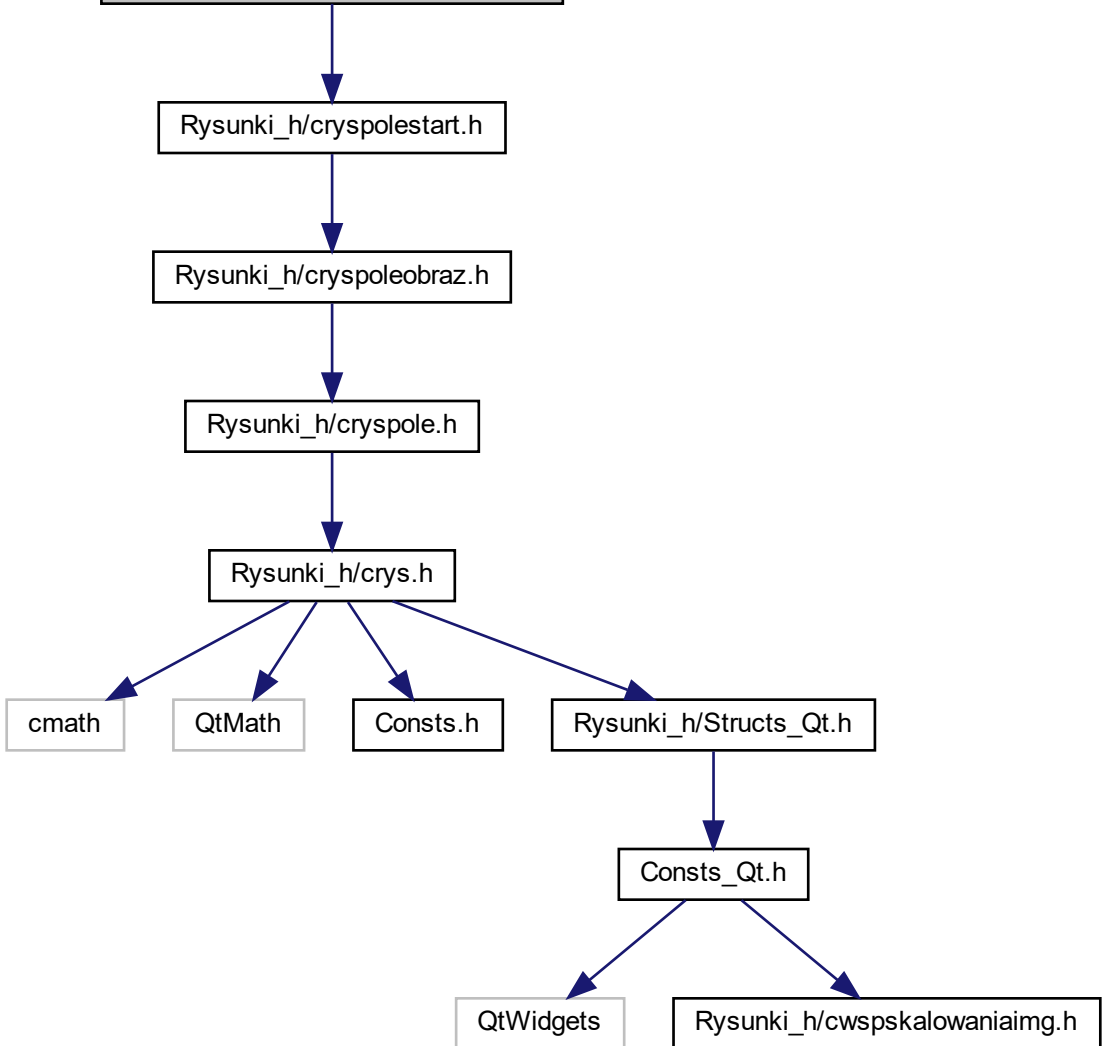 Rysunki_h/cryspolestart.h
Rysunki_h/cryspoleobraz.h
Rysunki_h/cryspole.h
Rysunki_h/crys.h
cmath
QtMath
Consts.h
Rysunki_h/Structs_Qt.h
Consts_Qt.h
QtWidgets
Rysunki_h/cwspskalowaniaimg.h